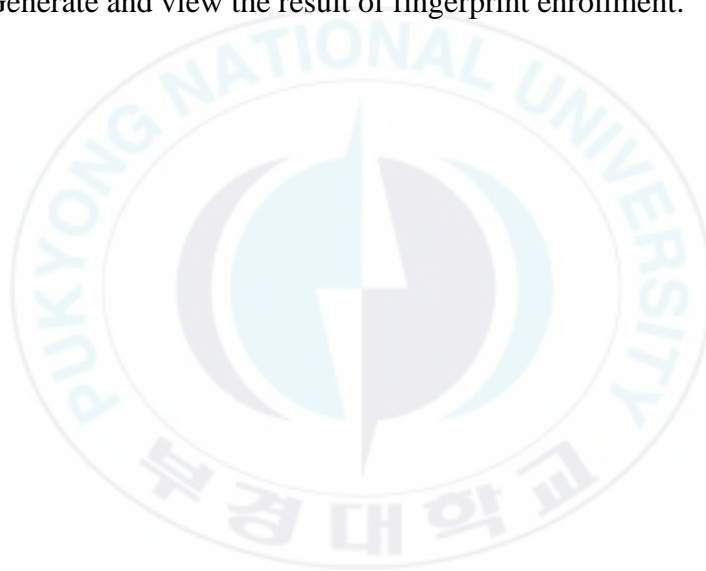 Generate and view the result of fingerprint enrollment.
PUKYONG NATIONAL UNIVERSITY
부경대학교